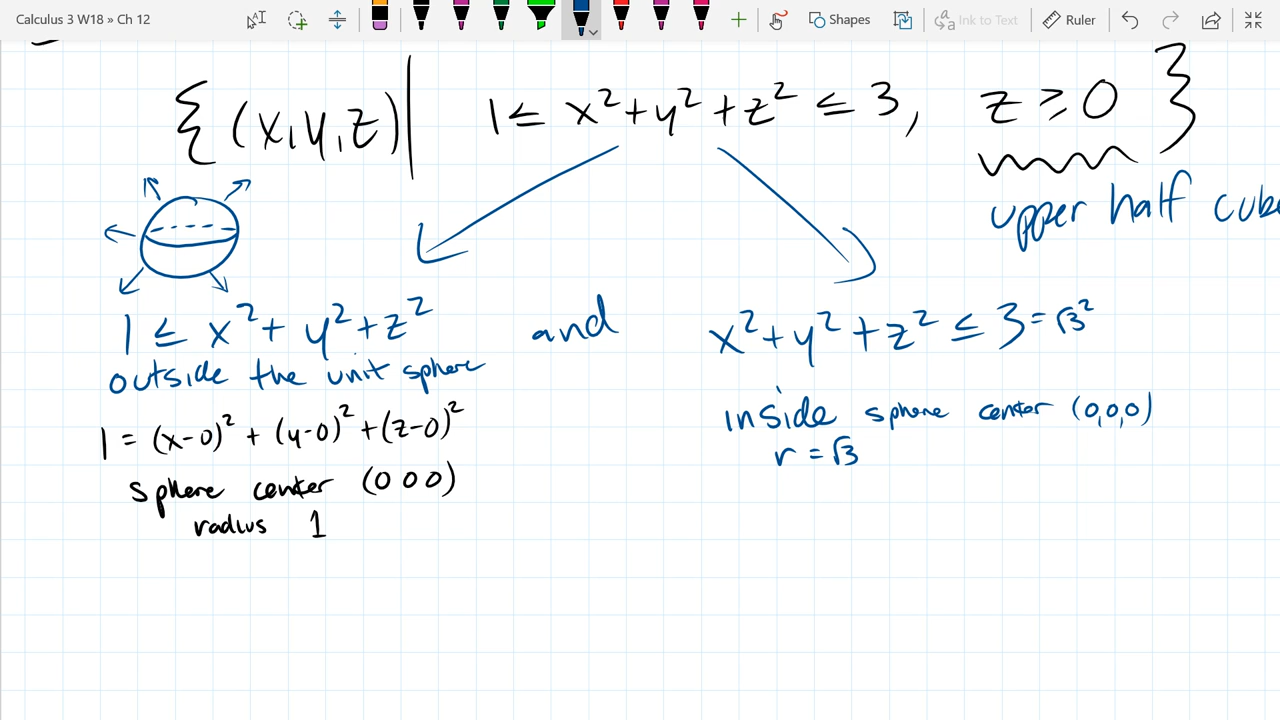 Calculus 3 W18 » Ch 12
Shapes
Ink to Text
Ruler
{(x,y,z)| 1 ≤ x²+y²+z² ≤ 3, z ≥ 0}
upper half cube
1 ≤ x²+y²+z² and x²+y²+z² ≤ 3 = √3²
outside the unit sphere
inside sphere center (0,0,0)
r = √3
1 = (x-0)² + (y-0)² + (z-0)²
sphere center (0 0 0)
radius 1